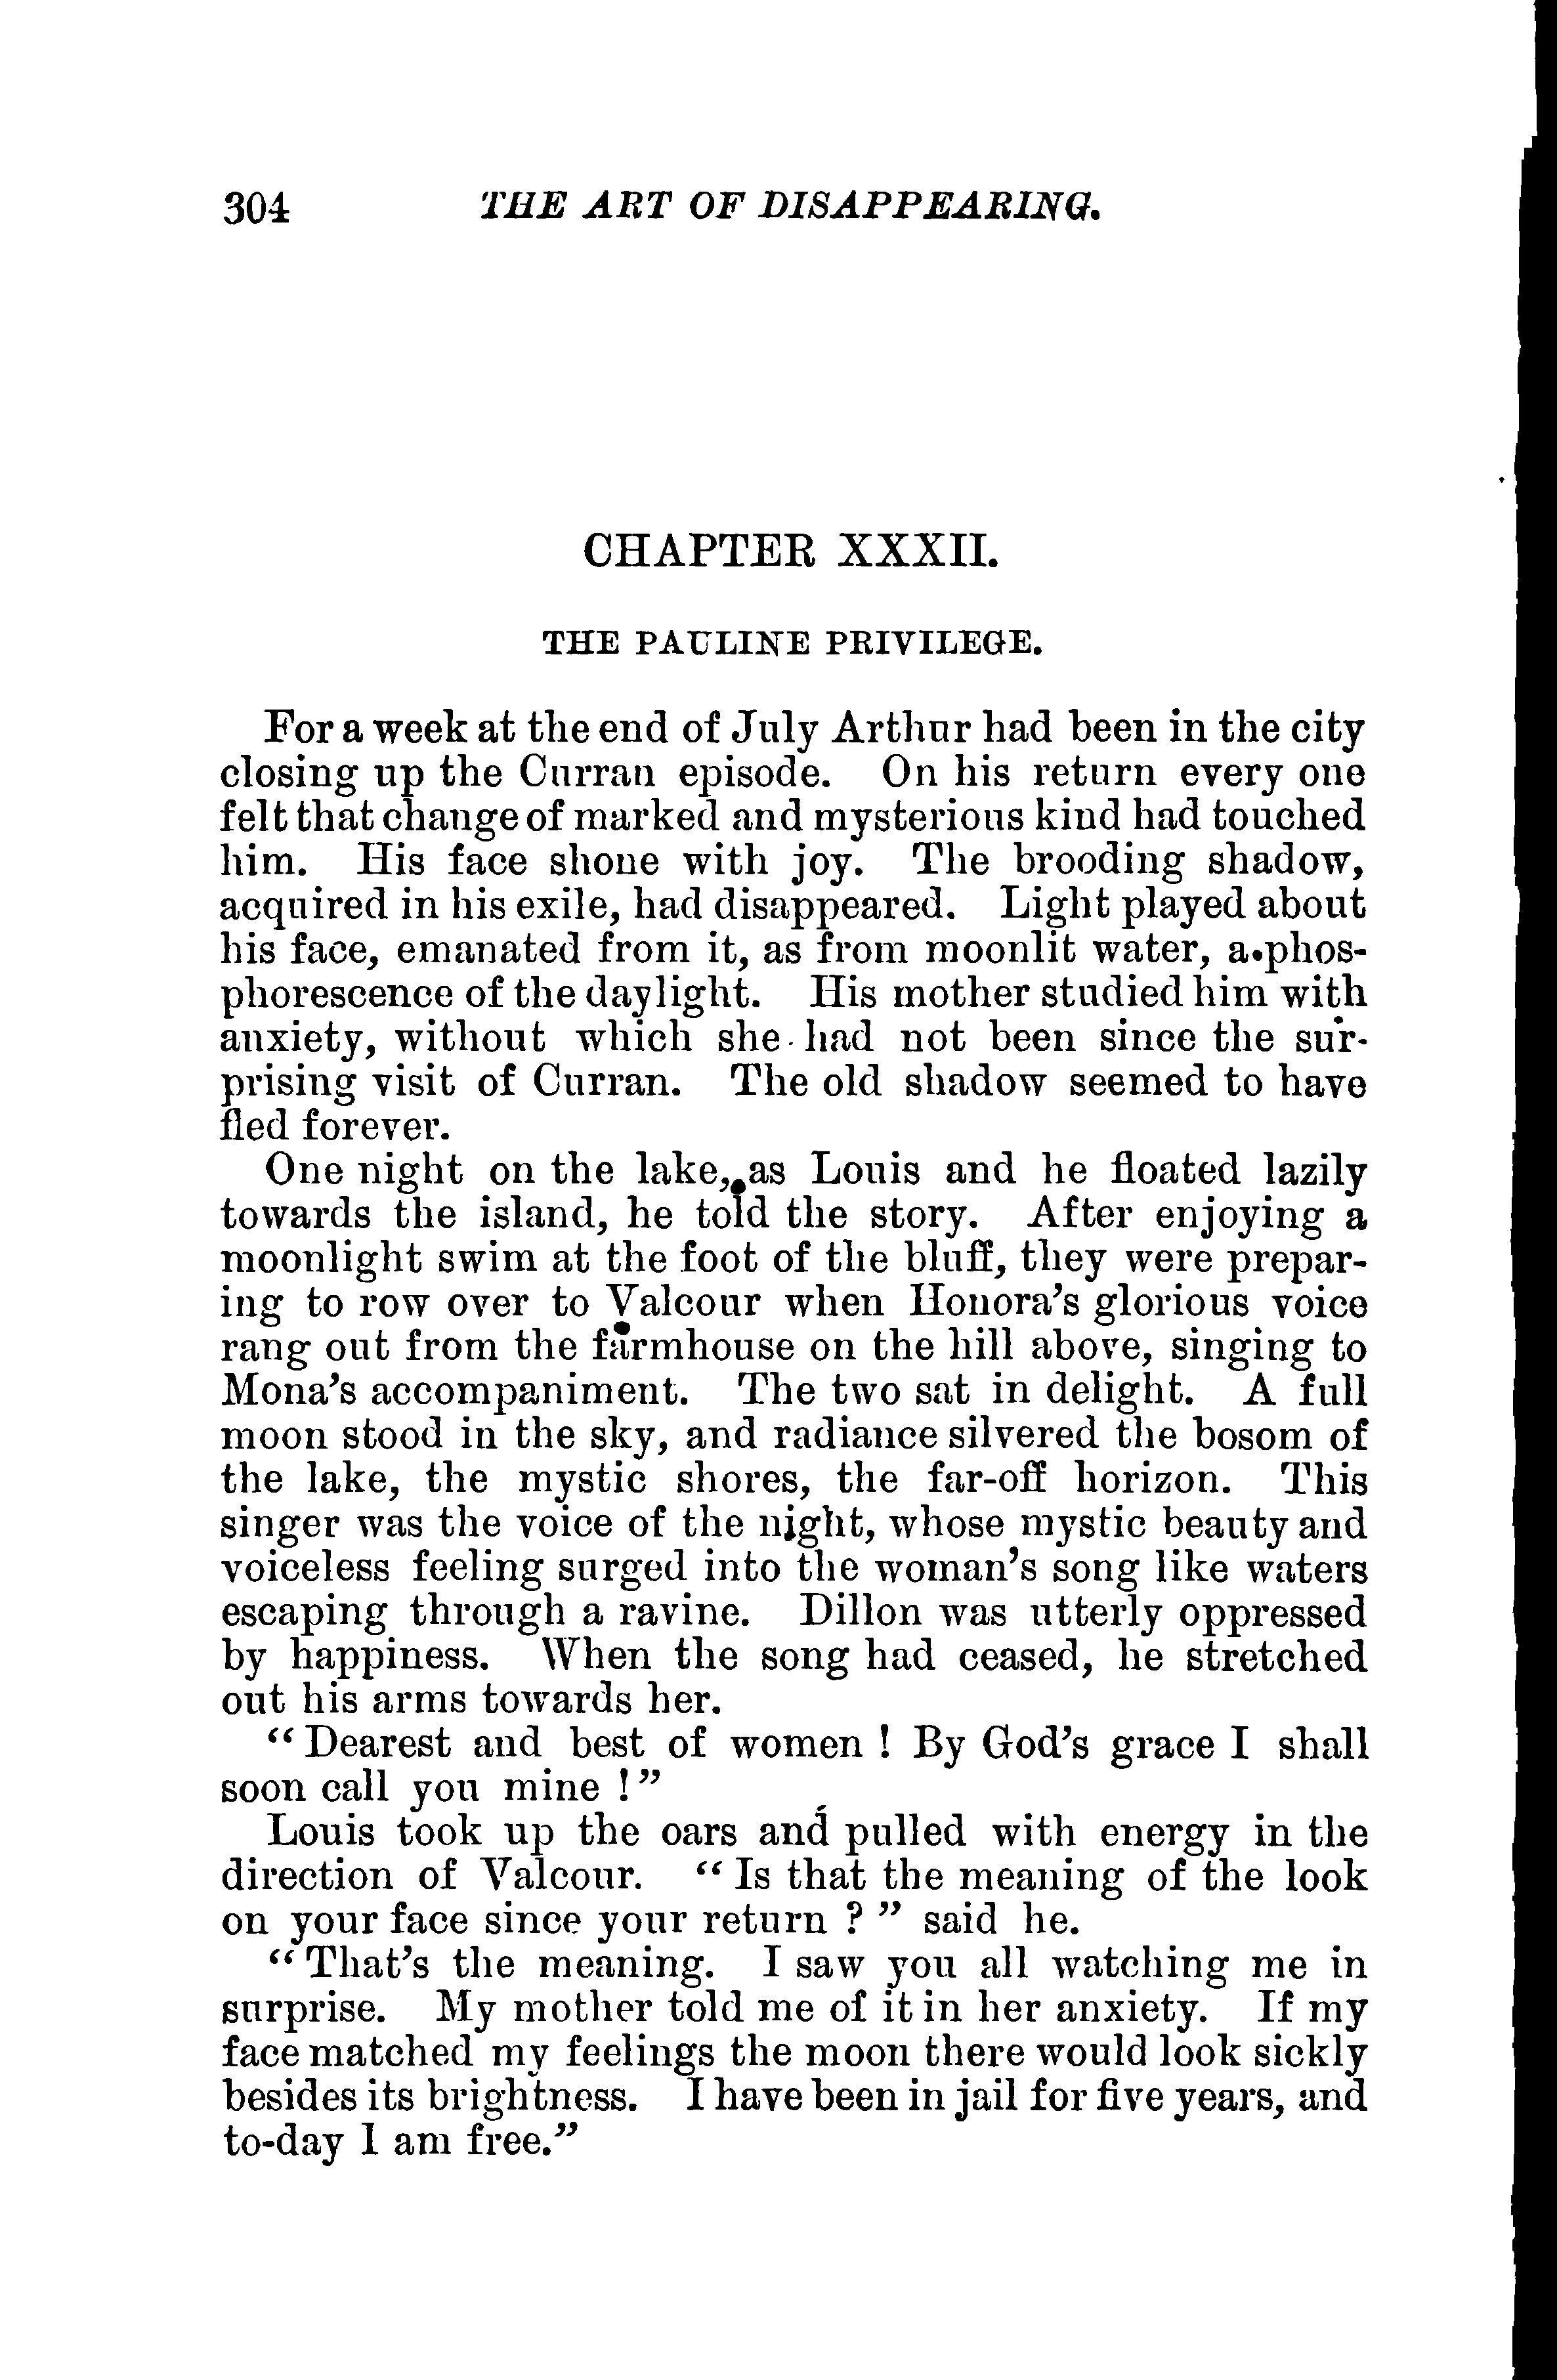 304 THE ART OF DISAPPEARING.
CHAPTER XXXII.
THE PAULINE PRIVILEGE.
For a week at the end of July Arthur had been in the city
closing up the Curran episode. On his return every one
felt that change of marked and mysterious kind had touched
him. His face shone with joy. The brooding shadow,
acquired in his exile, had disappeared. Light played about
his face, emanated from it, as from moonlit water, a phos-
phorescence of the daylight. His mother studied him with
anxiety, without which she had not been since the sur-
prising visit of Curran. The old shadow seemed to have
fled forever.
One night on the lake, as Louis and he floated lazily
towards the island, he told the story. After enjoying a
moonlight swim at the foot of the bluff, they were prepar-
ing to row over to Valcour when Honora's glorious voice
rang out from the farmhouse on the hill above, singing to
Mona's accompaniment. The two sat in delight. A full
moon stood in the sky, and radiance silvered the bosom of
the lake, the mystic shores, the far-off horizon. This
singer was the voice of the night, whose mystic beauty and
voiceless feeling surged into the woman's song like waters
escaping through a ravine. Dillon was utterly oppressed
by happiness. When the song had ceased, he stretched
out his arms towards her.
"Dearest and best of women! By God's grace I shall
soon call you mine!"
Louis took up the oars and pulled with energy in the
direction of Valcour. "Is that the meaning of the look
on your face since your return?" said he.
"That's the meaning. I saw you all watching me in
surprise. My mother told me of it in her anxiety. If my
face matched my feelings the moon there would look sickly
besides its brightness. I have been in jail for five years, and
to-day I am free."